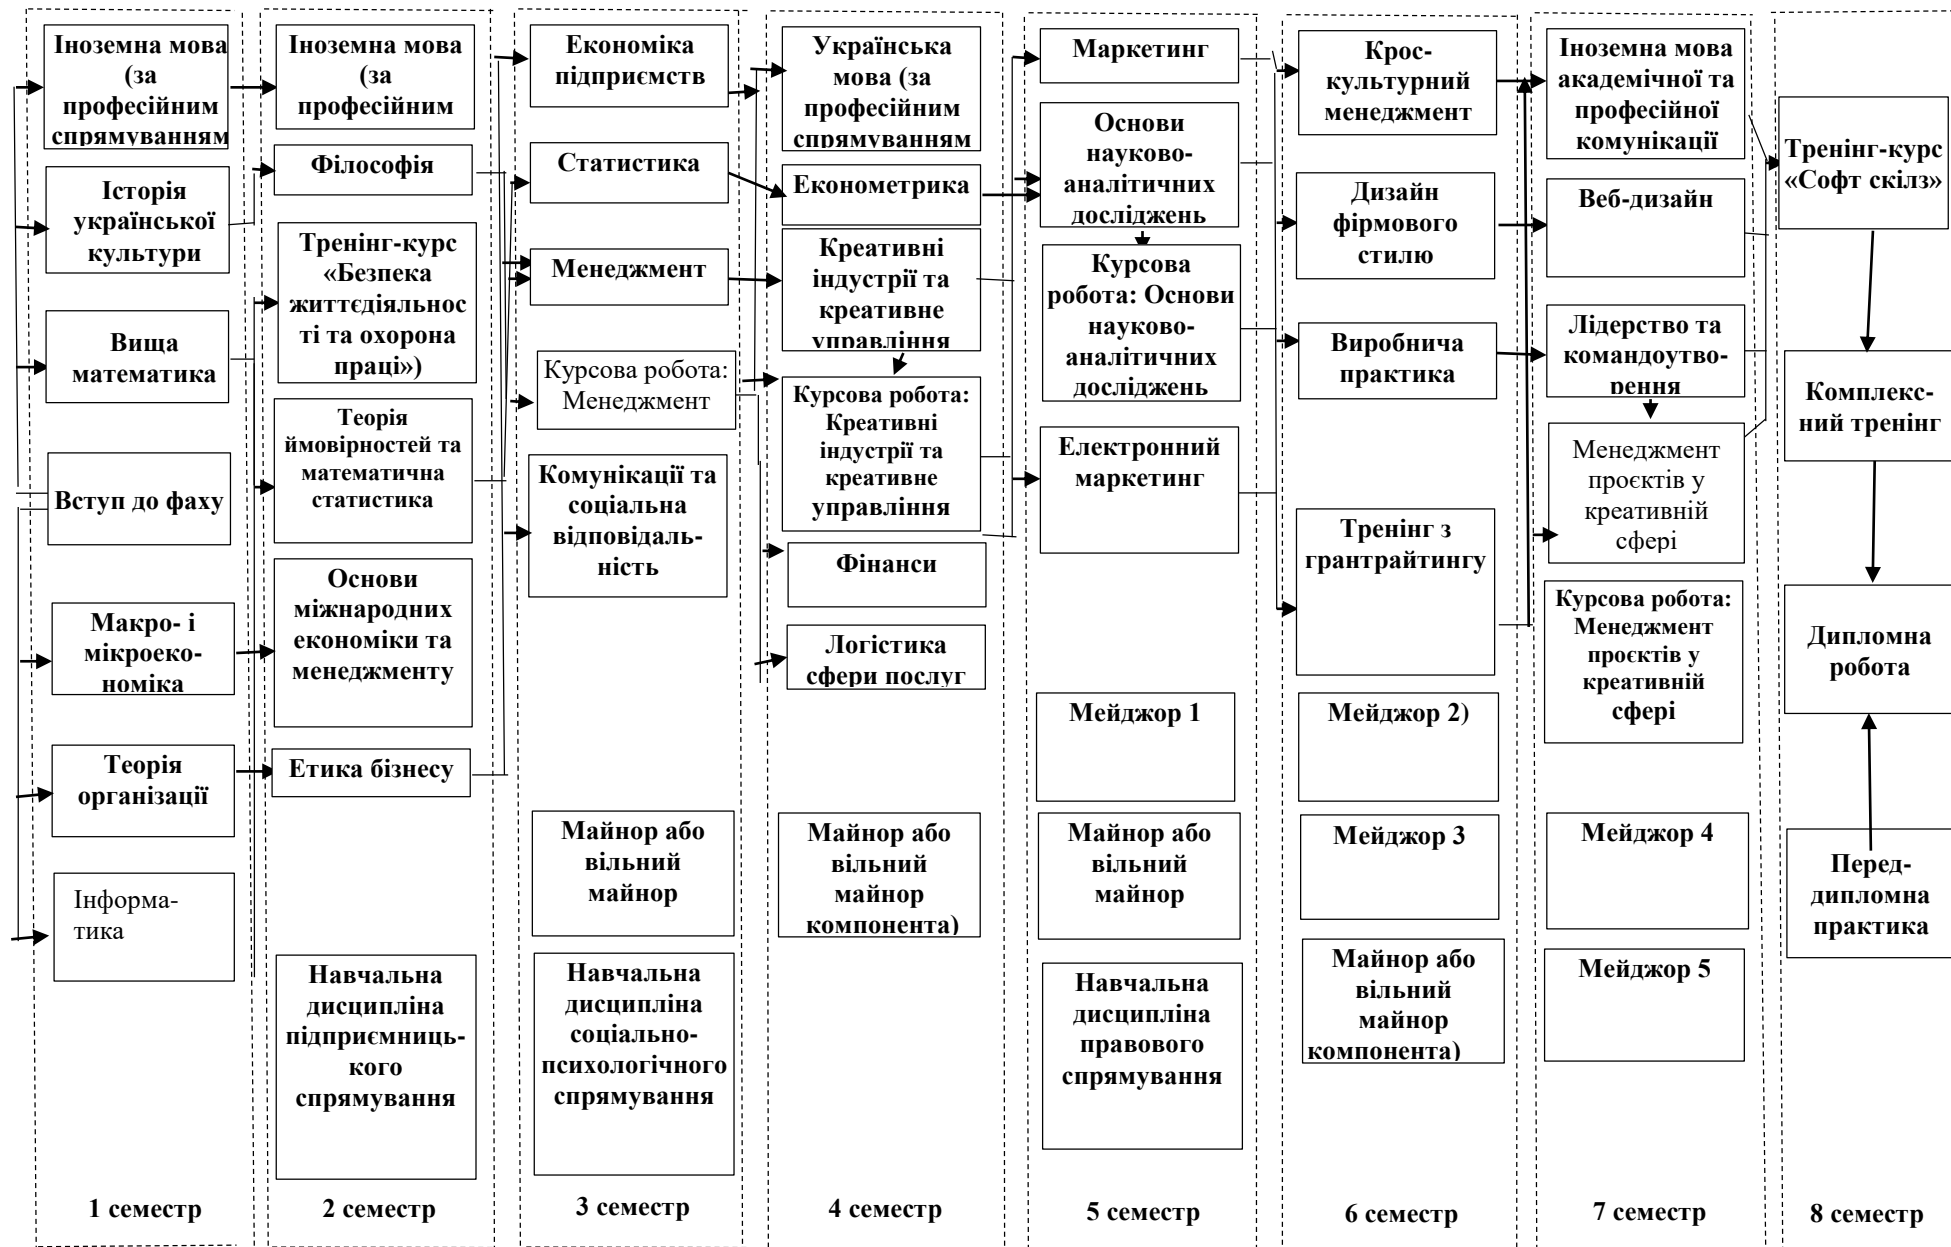 Іноземна мова
(за
професійним
спрямуванням
Історія
української
культури
Вища
математика
Вступ до фаху
Макро- і
мікроеко-
номіка
Теорія
організації
Інформа-
тика
1 семестр
Іноземна мова
(за
професійним
Філософія
Тренінг-курс
«Безпека
життєдіяльнос
ті та охорона
праці»)
Теорія
ймовірностей та
математична
статистика
Основи
міжнародних
економіки та
менеджменту
Етика бізнесу
Навчальна
дисципліна
підприємниць-
кого
спрямування
2 семестр
Економіка
підприємств
Статистика
Менеджмент
Курсова робота:
Менеджмент
Комунікації та
соціальна
відповідаль-
ність
Майнор або
вільний
майнор
Навчальна
дисципліна
соціально-
психологічного
спрямування
3 семестр
Українська
мова (за
професійним
спрямуванням
Економетрика
Креативні
індустрії та
креативне
управління
Курсова робота:
Креативні
індустрії та
креативне
управління
Фінанси
Логістика
сфери послуг
Майнор або
вільний
майнор
компонента)
4 семестр
Маркетинг
Основи
науково-
аналітичних
досліджень
Курсова
робота: Основи
науково-
аналітичних
досліджень
Електронний
маркетинг
Мейджор 1
Майнор або
вільний
майнор
Навчальна
дисципліна
правового
спрямування
5 семестр
Крос-
культурний
менеджмент
Дизайн
фірмового
стилю
Виробнича
практика
Тренінг з
грантрайтингу
Мейджор 2)
Мейджор 3
Майнор або
вільний
майнор
компонента)
6 семестр
Іноземна мова
академічної та
професійної
комунікації
Веб-дизайн
Лідерство та
командоутво-
рення
Менеджмент
проєктів у
креативній
сфері
Курсова робота:
Менеджмент
проєктів у
креативній
сфері
Мейджор 4
Мейджор 5
7 семестр
Тренінг-курс
«Софт скілз»
Комплекс-
ний тренінг
Дипломна
робота
Перед-
дипломна
практика
8 семестр